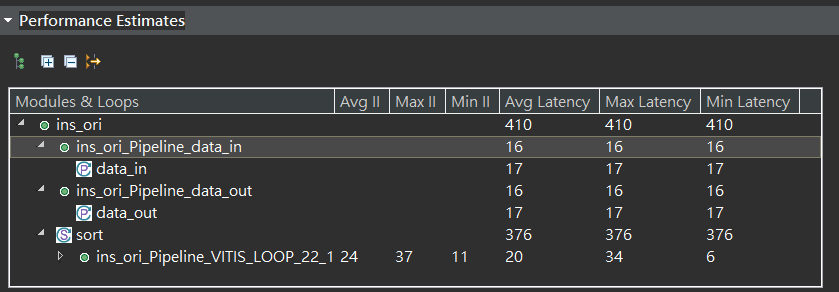 Performance Estimates
Modules & Loops Avg II Max II Min II Avg Latency Max Latency Min Latency
ins_ori 410 410 410
ins_ori_Pipeline_data_in 16 16 16
data_in 17 17 17
ins_ori_Pipeline_data_out 16 16 16
data_out 17 17 17
sort 376 376 376
ins_ori_Pipeline_VITIS_LOOP_22_1 24 37 11 20 34 6